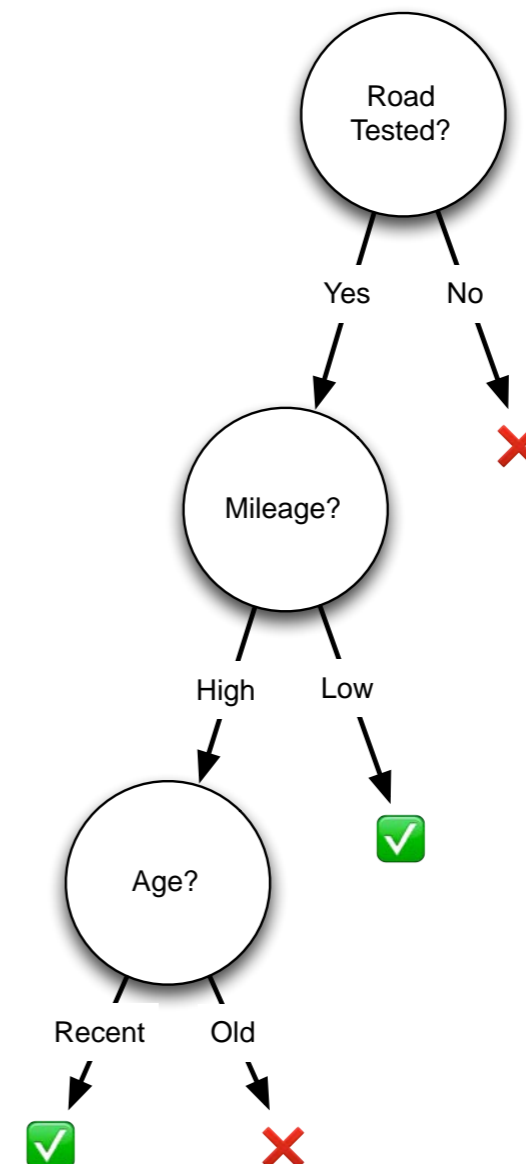 Road
Tested?
Yes
No
Mileage?
High
Low
Age?
Recent
Old